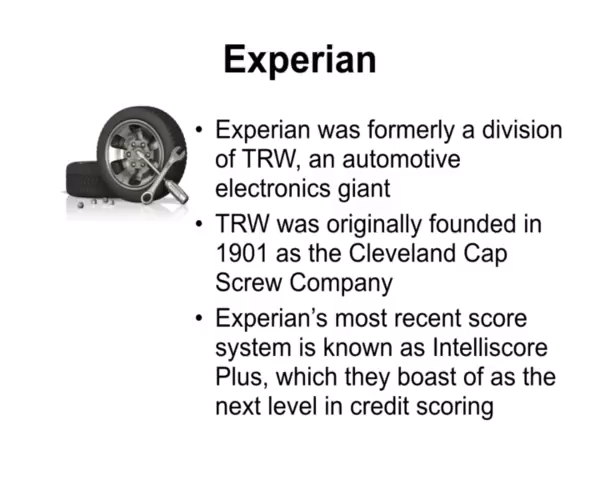 Experian
• Experian was formerly a division
of TRW, an automotive
electronics giant
• TRW was originally founded in
1901 as the Cleveland Cap
Screw Company
• Experian’s most recent score
system is known as Intelliscore
Plus, which they boast of as the
next level in credit scoring